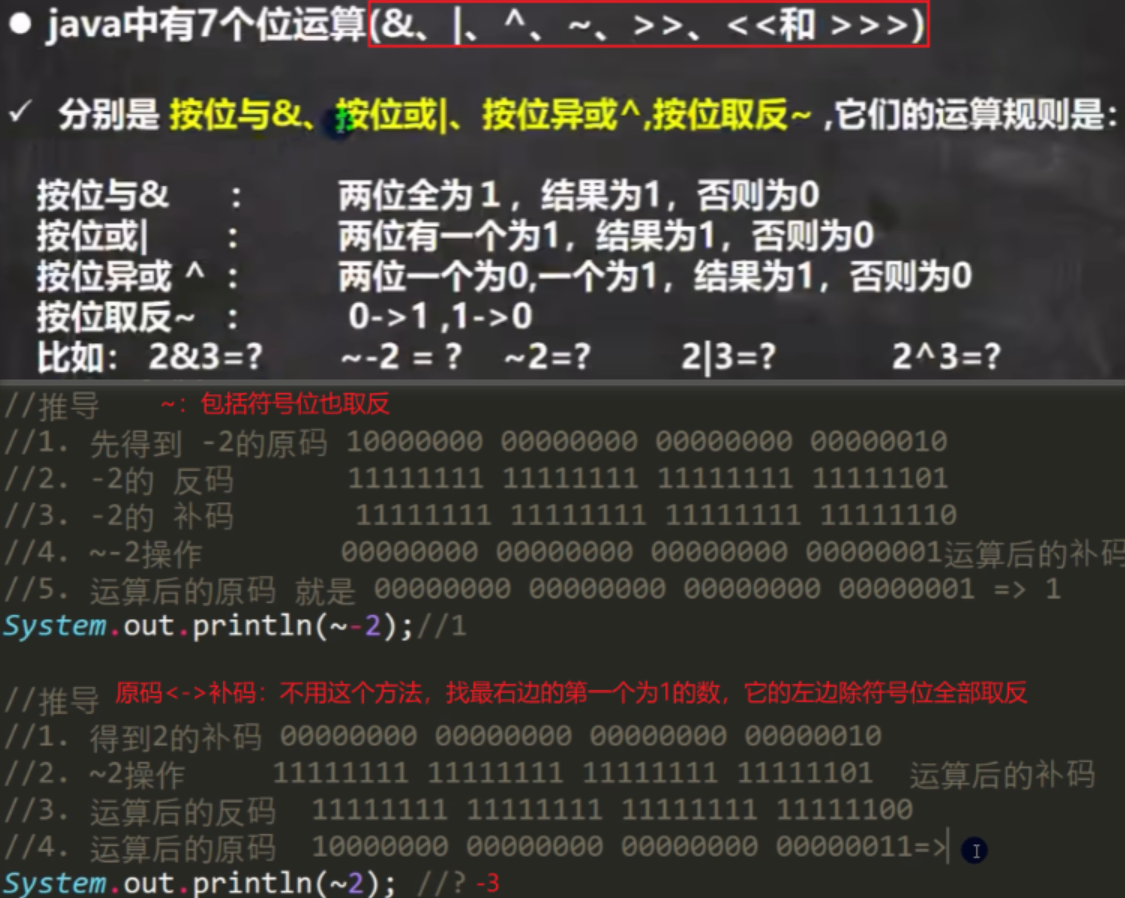 ● java中有7个位运算(&、|、^、~、>>、<<和 >>>)
✓ 分别是 按位与&、按位或|、按位异或^,按位取反~ ,它们的运算规则是:
按位与& : 两位全为１，结果为1，否则为0
按位或| : 两位有一个为1，结果为1，否则为0
按位异或 ^ : 两位一个为0,一个为1，结果为1，否则为0
按位取反~ : 0->1 ,1->0
比如: 2&3=? ~-2 = ? ~2=? 2|3=? 2^3=?
//推导 ~：包括符号位也取反
//1. 先得到 -2的原码 10000000 00000000 00000000 00000010
//2. -2的 反码 11111111 11111111 11111111 11111101
//3. -2的 补码 11111111 11111111 11111111 11111110
//4. ~-2操作 00000000 00000000 00000000 00000001运算后的补码
//5. 运算后的原码 就是 00000000 00000000 00000000 00000001 => 1
System.out.println(~-2);//1
//推导 原码<->补码：不用这个方法，找最右边的第一个为1的数，它的左边除符号位全部取反
//1. 得到2的补码 00000000 00000000 00000000 00000010
//2. ~2操作 11111111 11111111 11111111 11111101 运算后的补码
//3. 运算后的反码 11111111 11111111 11111111 11111100
//4. 运算后的原码 10000000 00000000 00000000 00000011=>
System.out.println(~2); //? -3